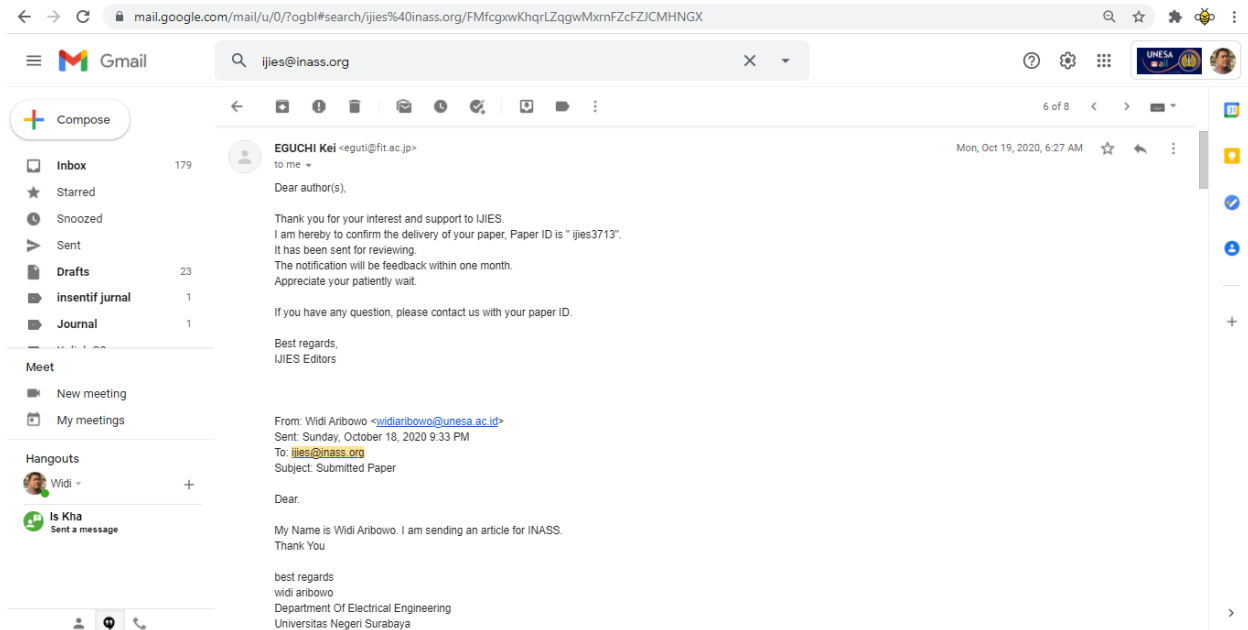 mail.google.com/mail/u/0/?ogbl#search/ijies%40inass.org/FMfcgxwKhqrLZqgwMxrnFZcFZJCMHNGX
Gmail
ijies@inass.org
UNESA
mail
Compose
6 of 8
Inbox 179
Starred
Snoozed
Sent
Drafts 23
insentif jurnal 1
Journal 1
Meet
New meeting
My meetings
Hangouts
Widi
Is Kha
Sent a message
EGUCHI Kei <eguti@fit.ac.jp>
Mon, Oct 19, 2020, 6:27 AM
to me
Dear author(s),
Thank you for your interest and support to IJIES.
I am hereby to confirm the delivery of your paper, Paper ID is " ijies3713".
It has been sent for reviewing.
The notification will be feedback within one month.
Appreciate your patiently wait.
If you have any question, please contact us with your paper ID.
Best regards,
IJIES Editors
From: Widi Aribowo <widiaribowo@unesa.ac.id>
Sent: Sunday, October 18, 2020 9:33 PM
To: ijies@inass.org
Subject: Submitted Paper
Dear.
My Name is Widi Aribowo. I am sending an article for INASS.
Thank You
best regards
widi aribowo
Department Of Electrical Engineering
Universitas Negeri Surabaya